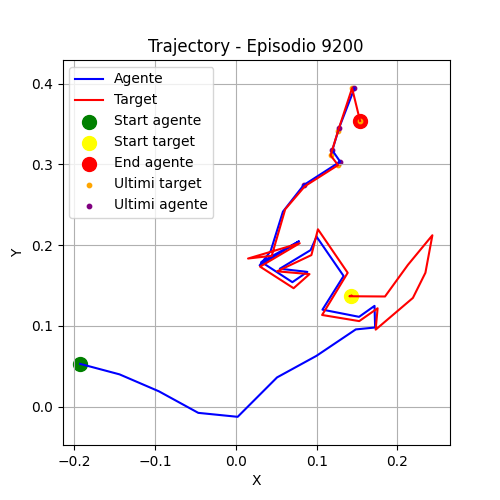 Trajectory - Episodio 9200
Agente
Target
Start agente
Start target
End agente
Ultimi target
Ultimi agente
Y
0.4
0.3
0.2
0.1
0.0
−0.2
−0.1
0.0
0.1
0.2
X